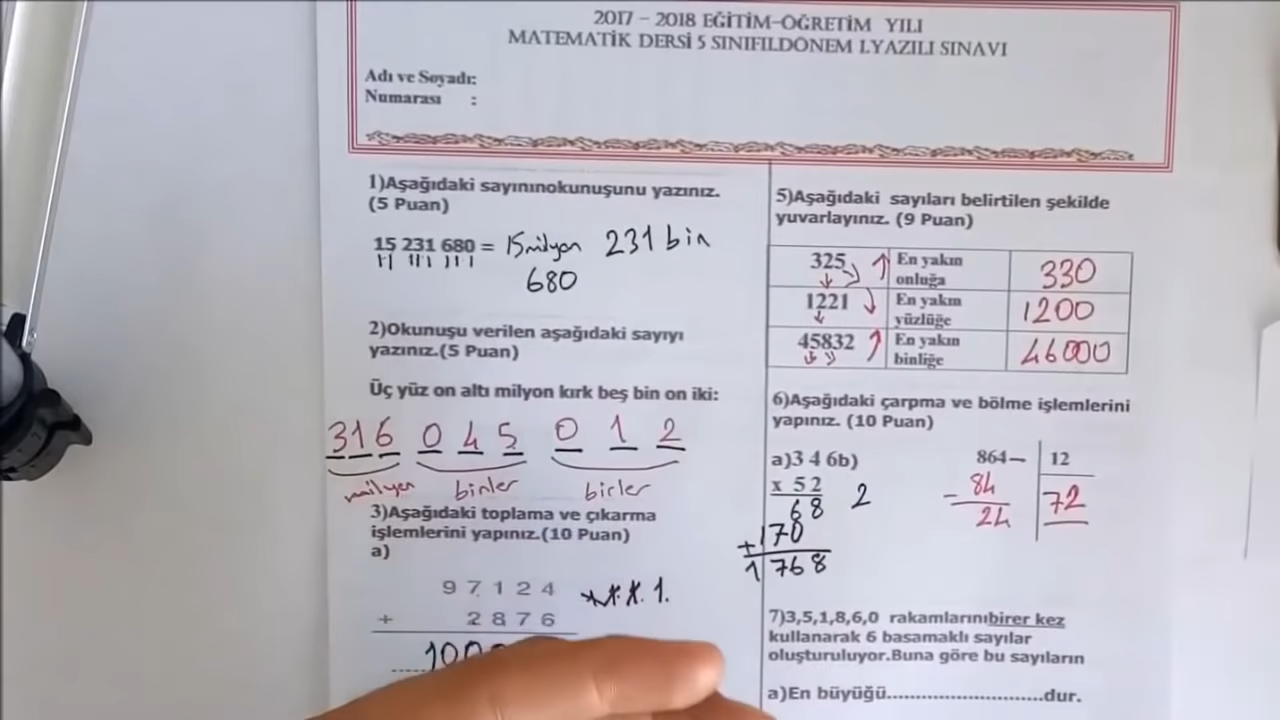 2017 – 2018 EĞİTİM-ÖĞRETİM YILI
MATEMATİK DERSİ 5 SINIFI1.DÖNEM 1.YAZILI SINAVI
Adı ve Soyadı:
Numarası :
1)Aşağıdaki sayınınokunuşunu yazınız.
(5 Puan)
15 231 680 = 15 milyon 231 bin
680
2)Okunuşu verilen aşağıdaki sayıyı
yazınız.(5 Puan)
Üç yüz on altı milyon kırk beş bin on iki:
316 045 012
milyon binler birler
3)Aşağıdaki toplama ve çıkarma
işlemlerini yapınız.(10 Puan)
a)
97124
+ 2876
100
5)Aşağıdaki sayıları belirtilen şekilde
yuvarlayınız. (9 Puan)
325 En yakın onluğa 330
1221 En yakın yüzlüğe 1200
45832 En yakın binliğe 46000
6)Aşağıdaki çarpma ve bölme işlemlerini
yapınız. (10 Puan)
a)3 4 6b) 864– 12
x 52 2 - 84 72
68 24
+170
1768
7)3,5,1,8,6,0 rakamlarınıbirer kez
kullanarak 6 basamaklı sayılar
oluşturuluyor.Buna göre bu sayıların
a)En büyüğü...........................dur.